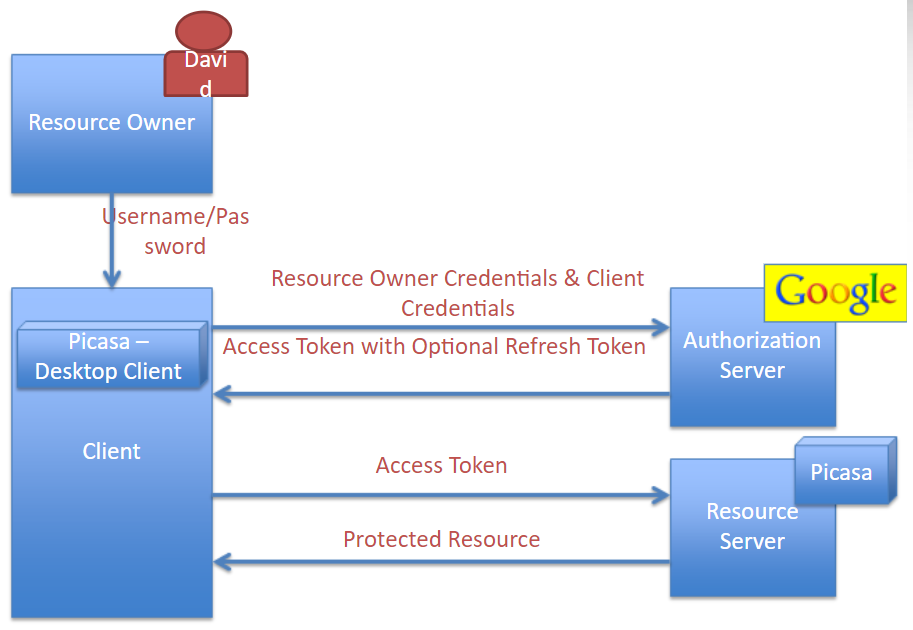 Davi
d
Resource Owner
Username/Pas
sword
Resource Owner Credentials & Client
Credentials
Google
Picasa –
Desktop Client
Access Token with Optional Refresh Token
Authorization
Server
Client
Access Token
Picasa
Resource
Server
Protected Resource